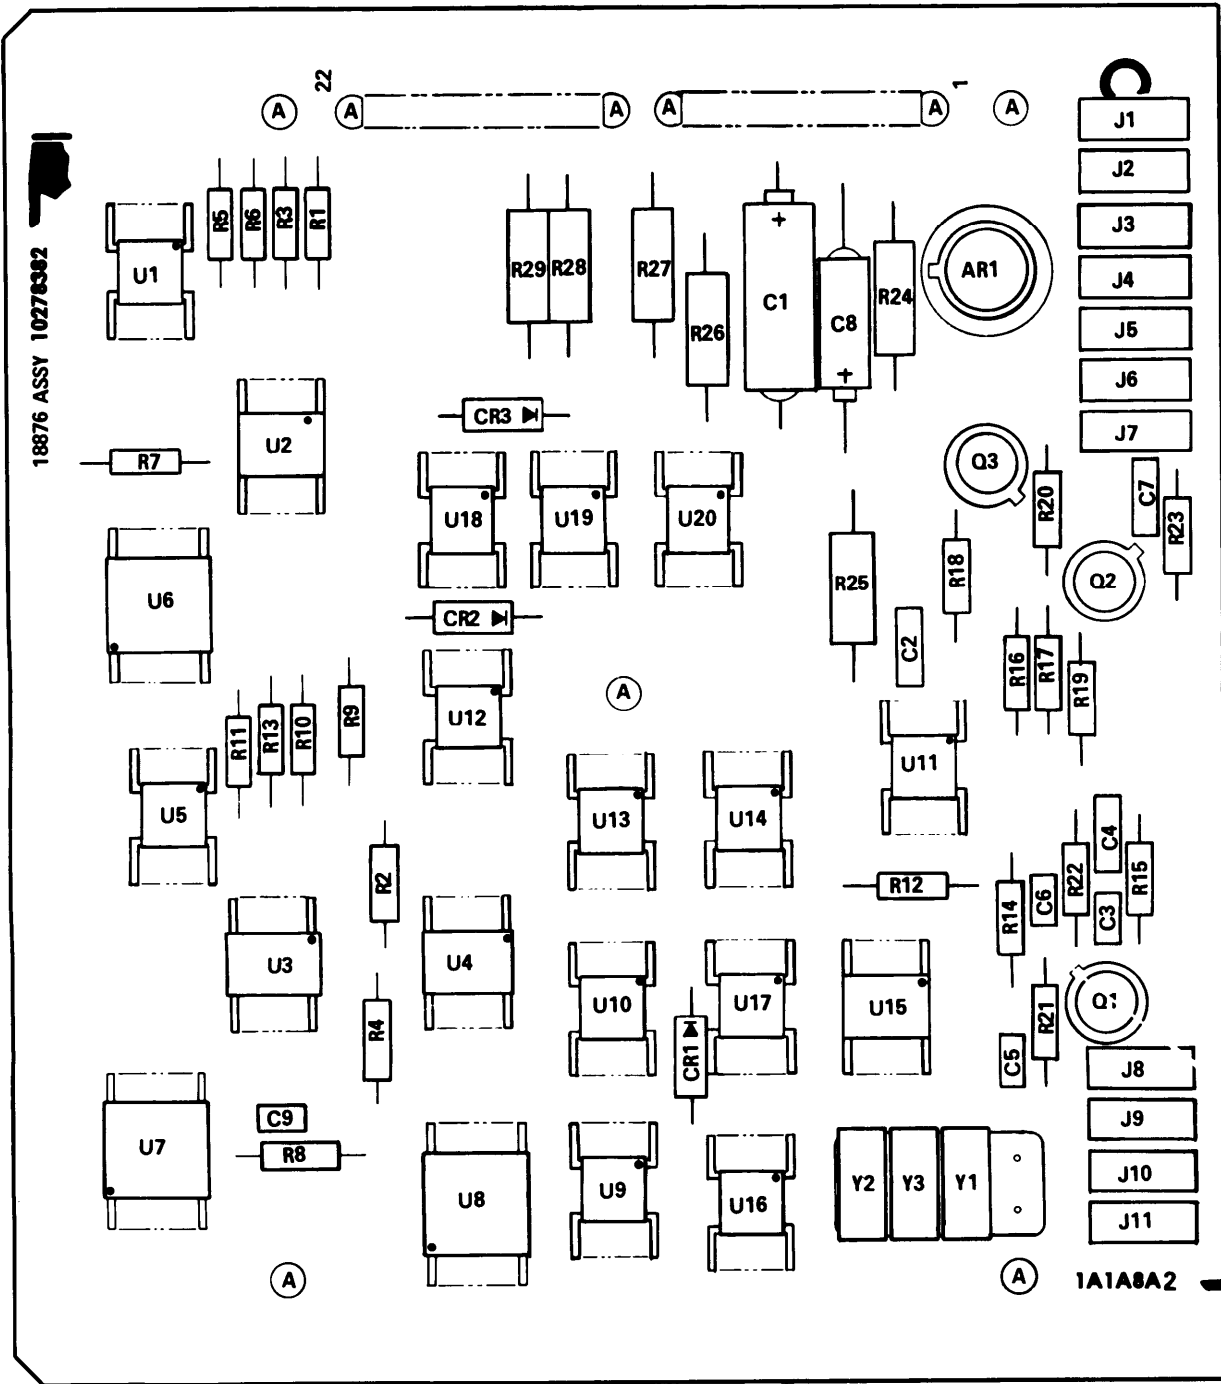 22
1
A
A
A
A
A
A
J1
J2
J3
J4
J5
J6
J7
18876 ASSY 10278382
U1
R5
R6
R3
R1
R29
R28
R27
R26
C1
+
C8
+
R24
AR1
CR3
U2
R7
U18
U19
U20
Q3
R20
C7
R23
R25
R18
Q2
U6
CR2
C2
R16
R17
R19
A
U12
R11
R13
R10
R9
U11
U5
U13
U14
R2
R12
R14
C6
R22
C4
C3
R15
U3
U4
U10
U17
U15
Q1
R4
CR1
C5
R21
J8
J9
J10
J11
U7
C9
R8
U8
U9
U16
Y2
Y3
Y1
A
A
1A1A8A2